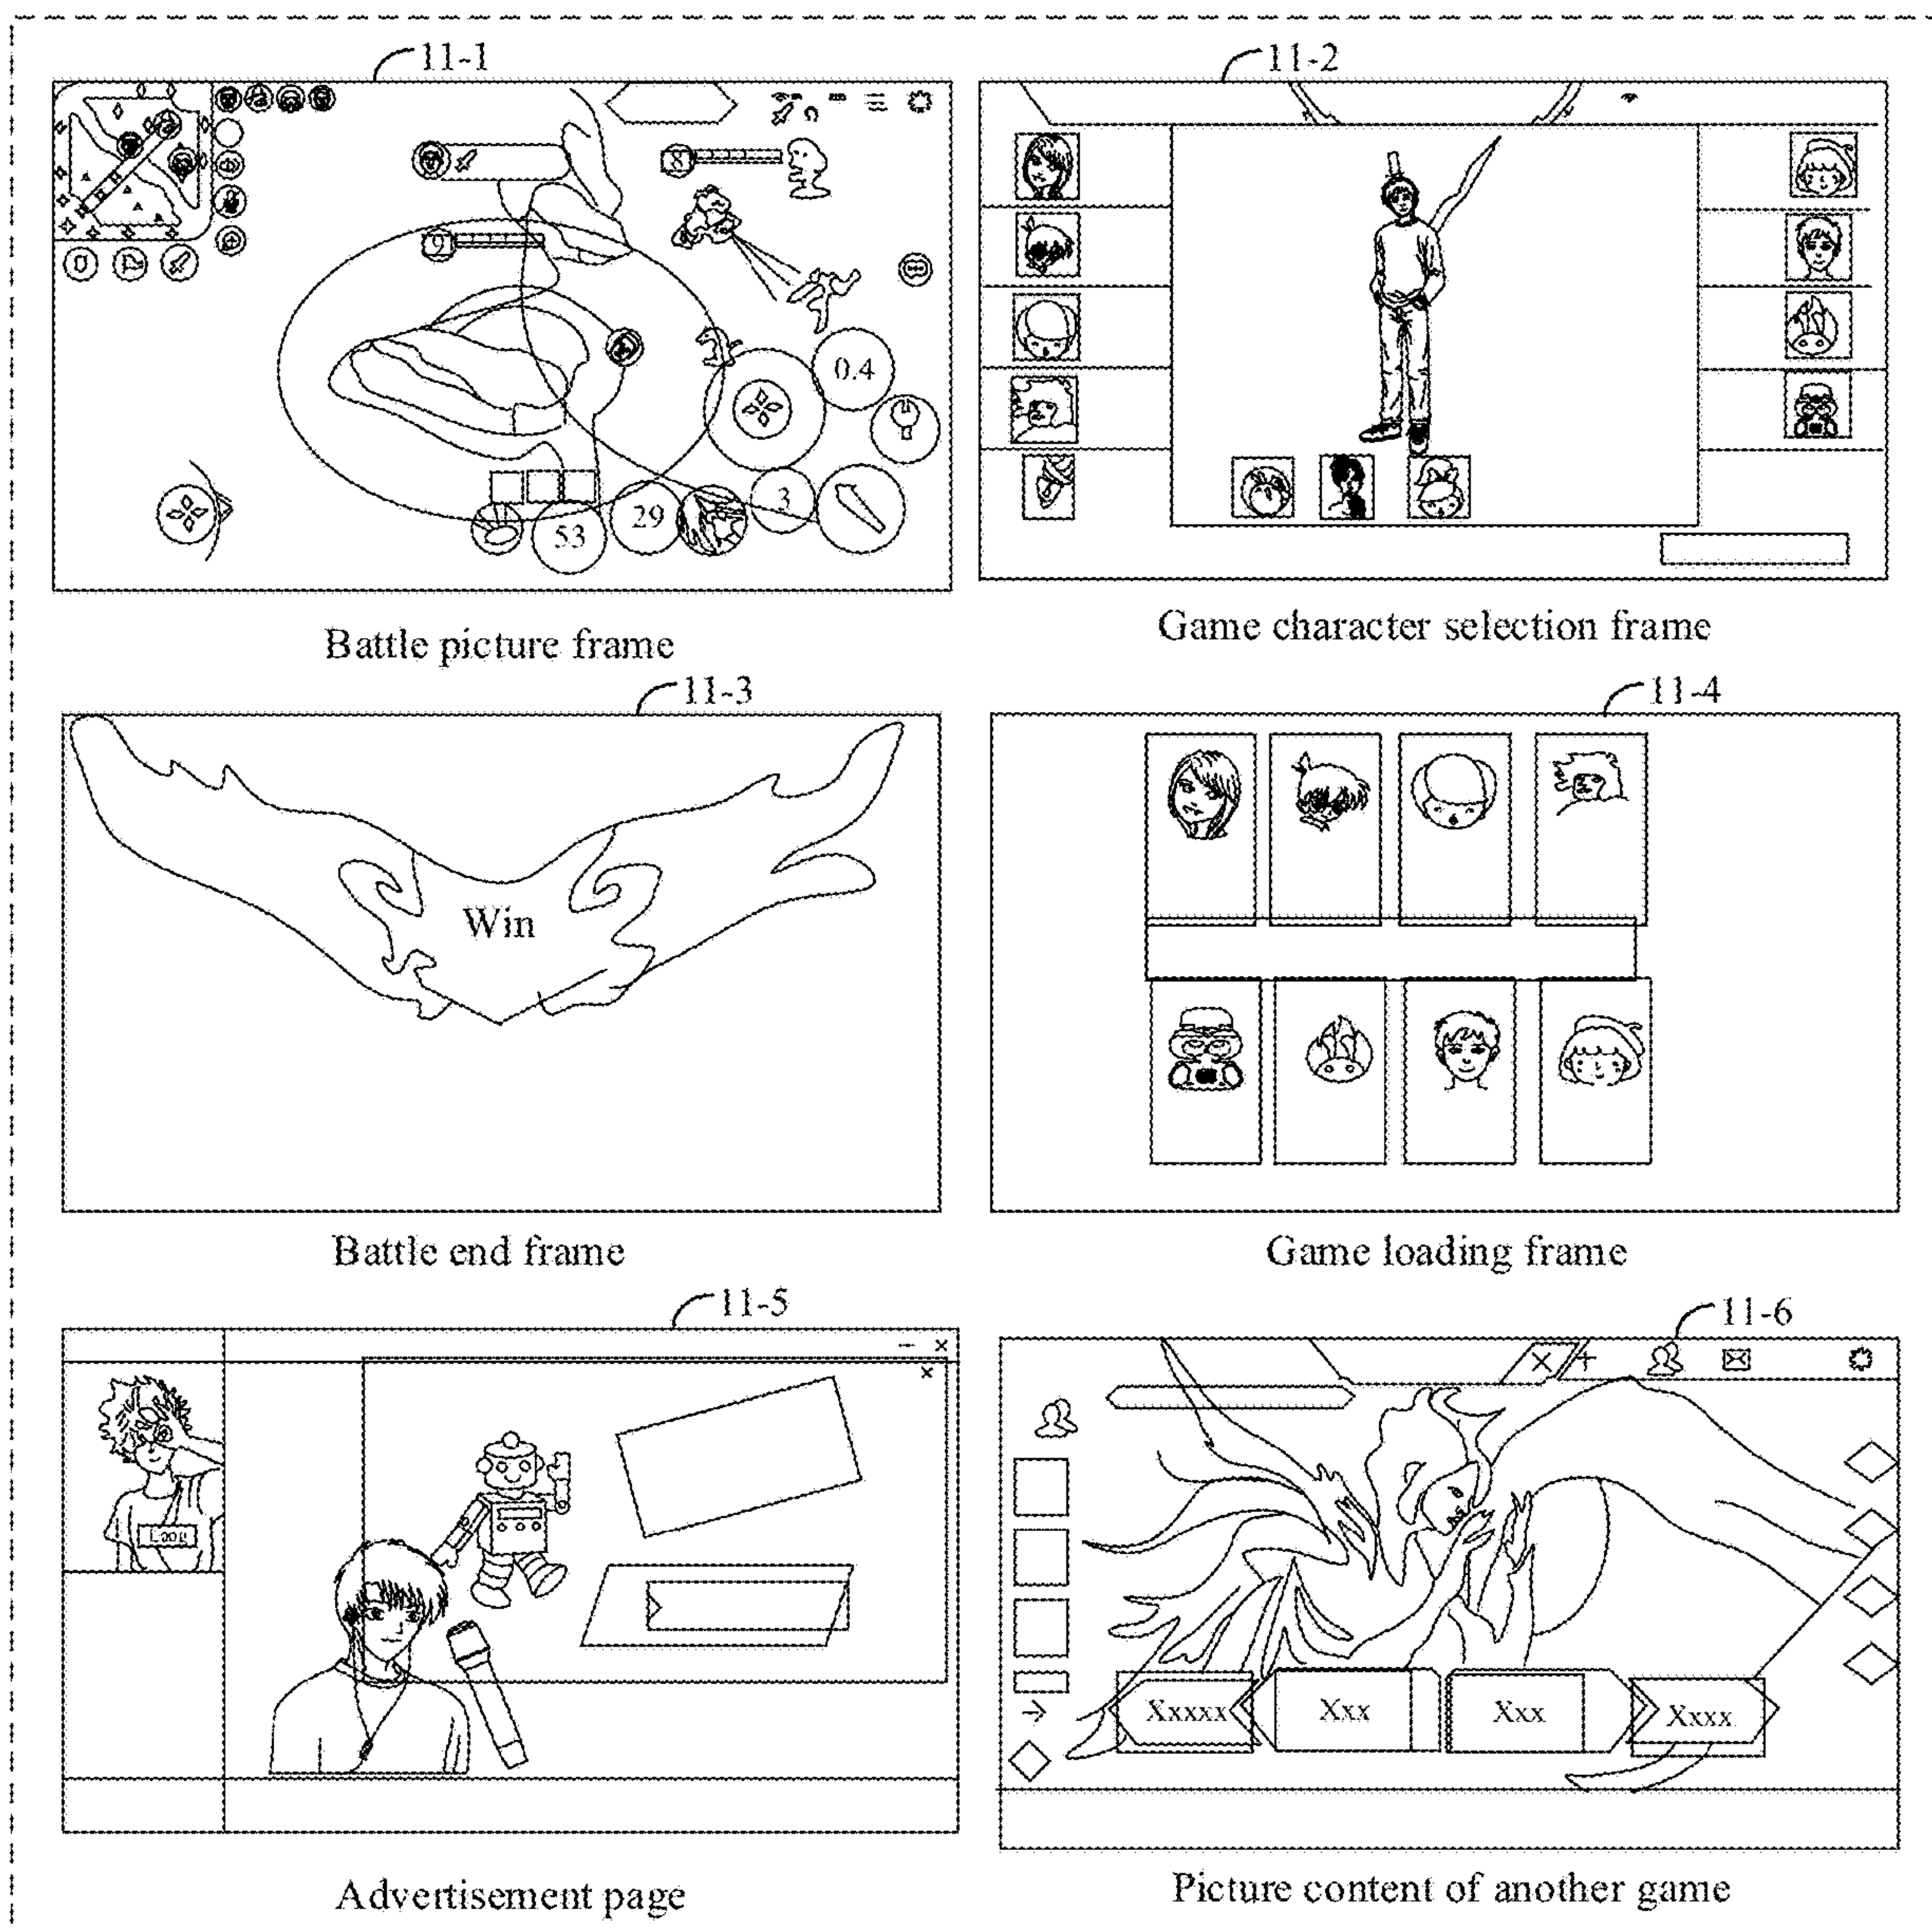 11-1
11-2
0.4
3
29
53
Battle picture frame
Game character selection frame
11-3
11-4
Win
Battle end frame
Game loading frame
11-5
11-6
Xxxxx
Xxx
Xxx
Xxxx
Advertisement page
Picture content of another game